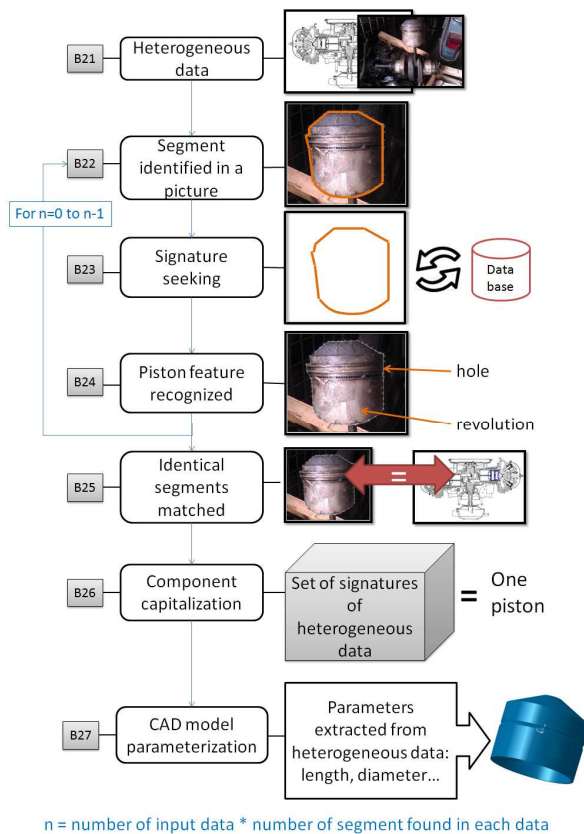 B21
Heterogeneous
data
B22
Segment
identified in a
picture
For n=0 to n-1
B23
Signature
seeking
Data
base
B24
Piston feature
recognized
hole
revolution
B25
Identical
segments
matched
=
B26
Component
capitalization
Set of signatures
of
heterogeneous
data
=
One
piston
B27
CAD model
parameterization
Parameters
extracted from
heterogeneous data:
length, diameter...
n = number of input data * number of segment found in each data